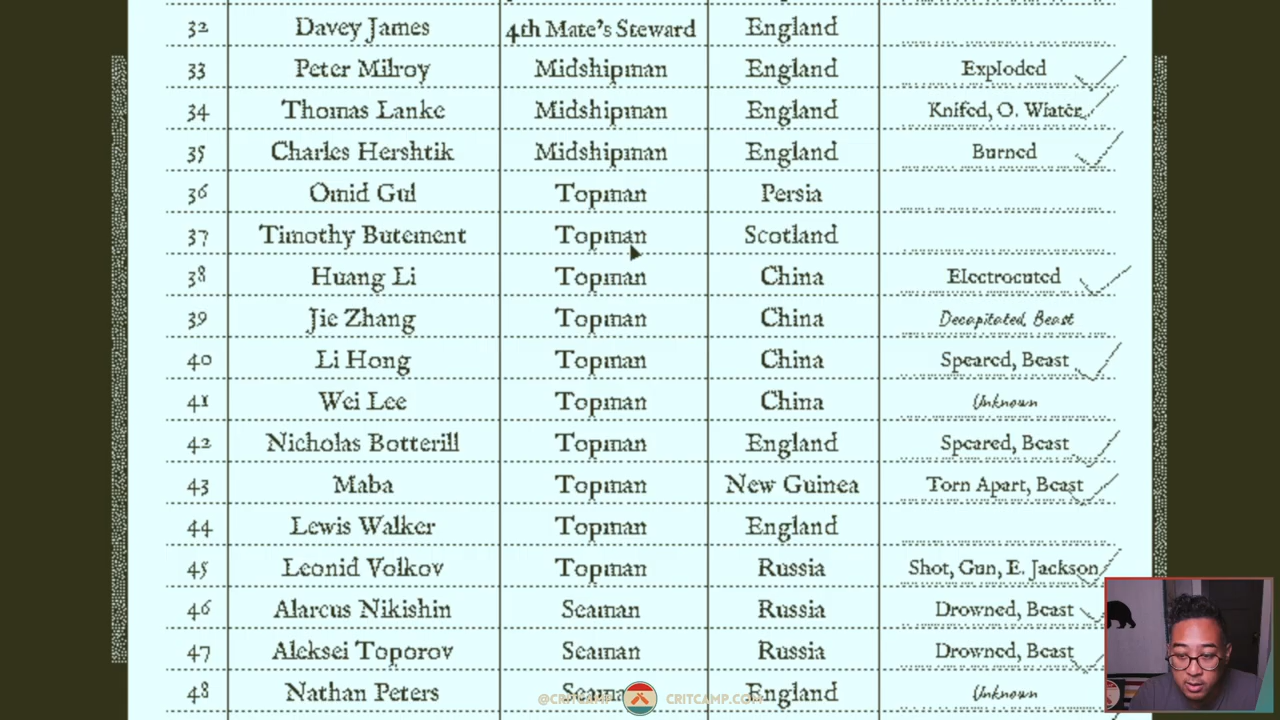 32 Davey James 4th Mate's Steward England
33 Peter Milroy Midshipman England Exploded
34 Thomas Lanke Midshipman England Knifed, O. Wiater
35 Charles Hershtik Midshipman England Burned
36 Omid Gul Topman Persia
37 Timothy Butement Topman Scotland
38 Huang Li Topman China Electrocuted
39 Jie Zhang Topman China Decapitated, Beast
40 Li Hong Topman China Speared, Beast
41 Wei Lee Topman China Unknown
42 Nicholas Botterill Topman England Speared, Beast
43 Maba Topman New Guinea Torn Apart, Beast
44 Lewis Walker Topman England
45 Leonid Volkov Topman Russia Shot, Gun, E. Jackson
46 Alarcus Nikishin Seaman Russia Drowned, Beast
47 Aleksei Toporov Seaman Russia Drowned, Beast
48 Nathan Peters Seaman England Unknown
@CRITCAMP CRITCAMP.COM